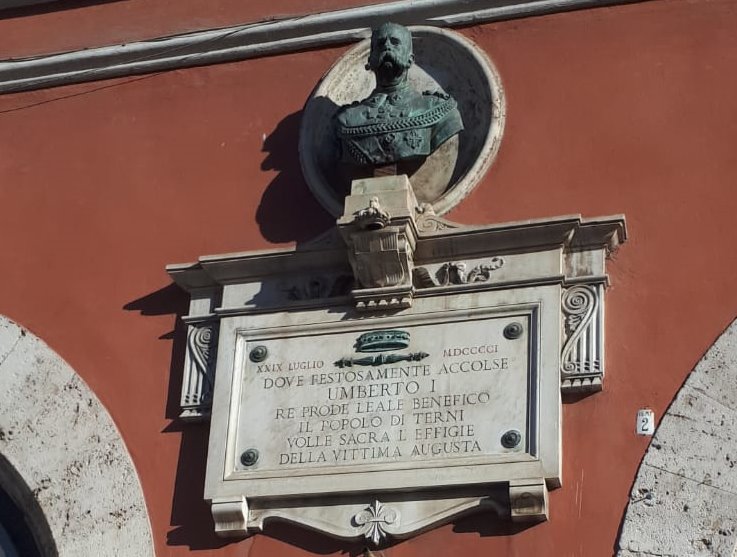 XXIX LUGLIO MDCCCCI
DOVE FESTOSAMENTE ACCOLSE
UMBERTO I
RE PRODE LEALE BENEFICO
IL POPOLO DI TERNI
VOLLE SACRA L'EFFIGIE
DELLA VITTIMA AUGUSTA
2